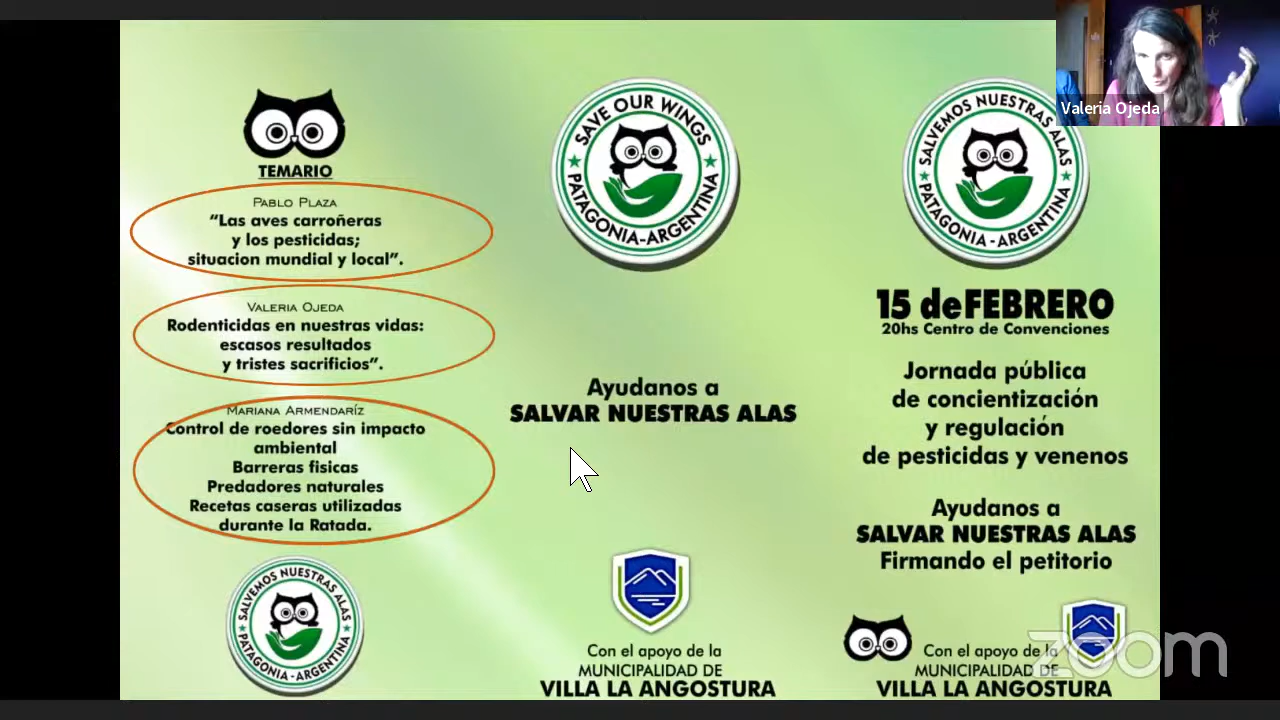 TEMARIO
PABLO PLAZA
“Las aves carroñeras
y los pesticidas;
situacion mundial y local”.
VALERIA OJEDA
Rodenticidas en nuestras vidas:
escasos resultados
y tristes sacrificios”.
MARIANA ARMENDARÍZ
Control de roedores sin impacto
ambiental
Barreras fisicas
Predadores naturales
Recetas caseras utilizadas
durante la Ratada.
SALVEMOS NUESTRAS ALAS
PATAGONIA-ARGENTINA
SAVE OUR WINGS
PATAGONIA-ARGENTINA
Ayudanos a
SALVAR NUESTRAS ALAS
Con el apoyo de la
MUNICIPALIDAD DE
VILLA LA ANGOSTURA
SALVEMOS NUESTRAS ALAS
PATAGONIA-ARGENTINA
15 deFEBRERO
20hs Centro de Convenciones
Jornada pública
de concientización
y regulación
de pesticidas y venenos
Ayudanos a
SALVAR NUESTRAS ALAS
Firmando el petitorio
Con el apoyo de la
MUNICIPALIDAD DE
VILLA LA ANGOSTURA
Valeria Ojeda
zoom